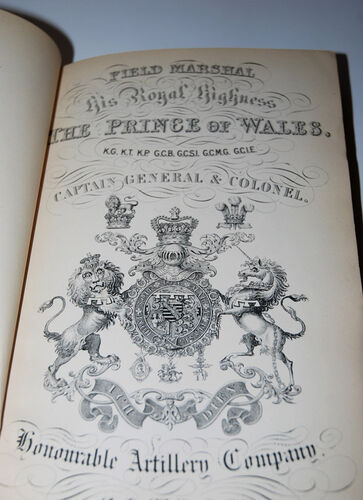 FIELD MARSHAL
His Royal Highness
THE PRINCE OF WALES.
K.G. K.T. K.P. G.C.B. G.C.S.I. G.C.M.G. G.C.I.E.
CAPTAIN GENERAL & COLONEL.
ICH DIEN
Honourable Artillery Company.